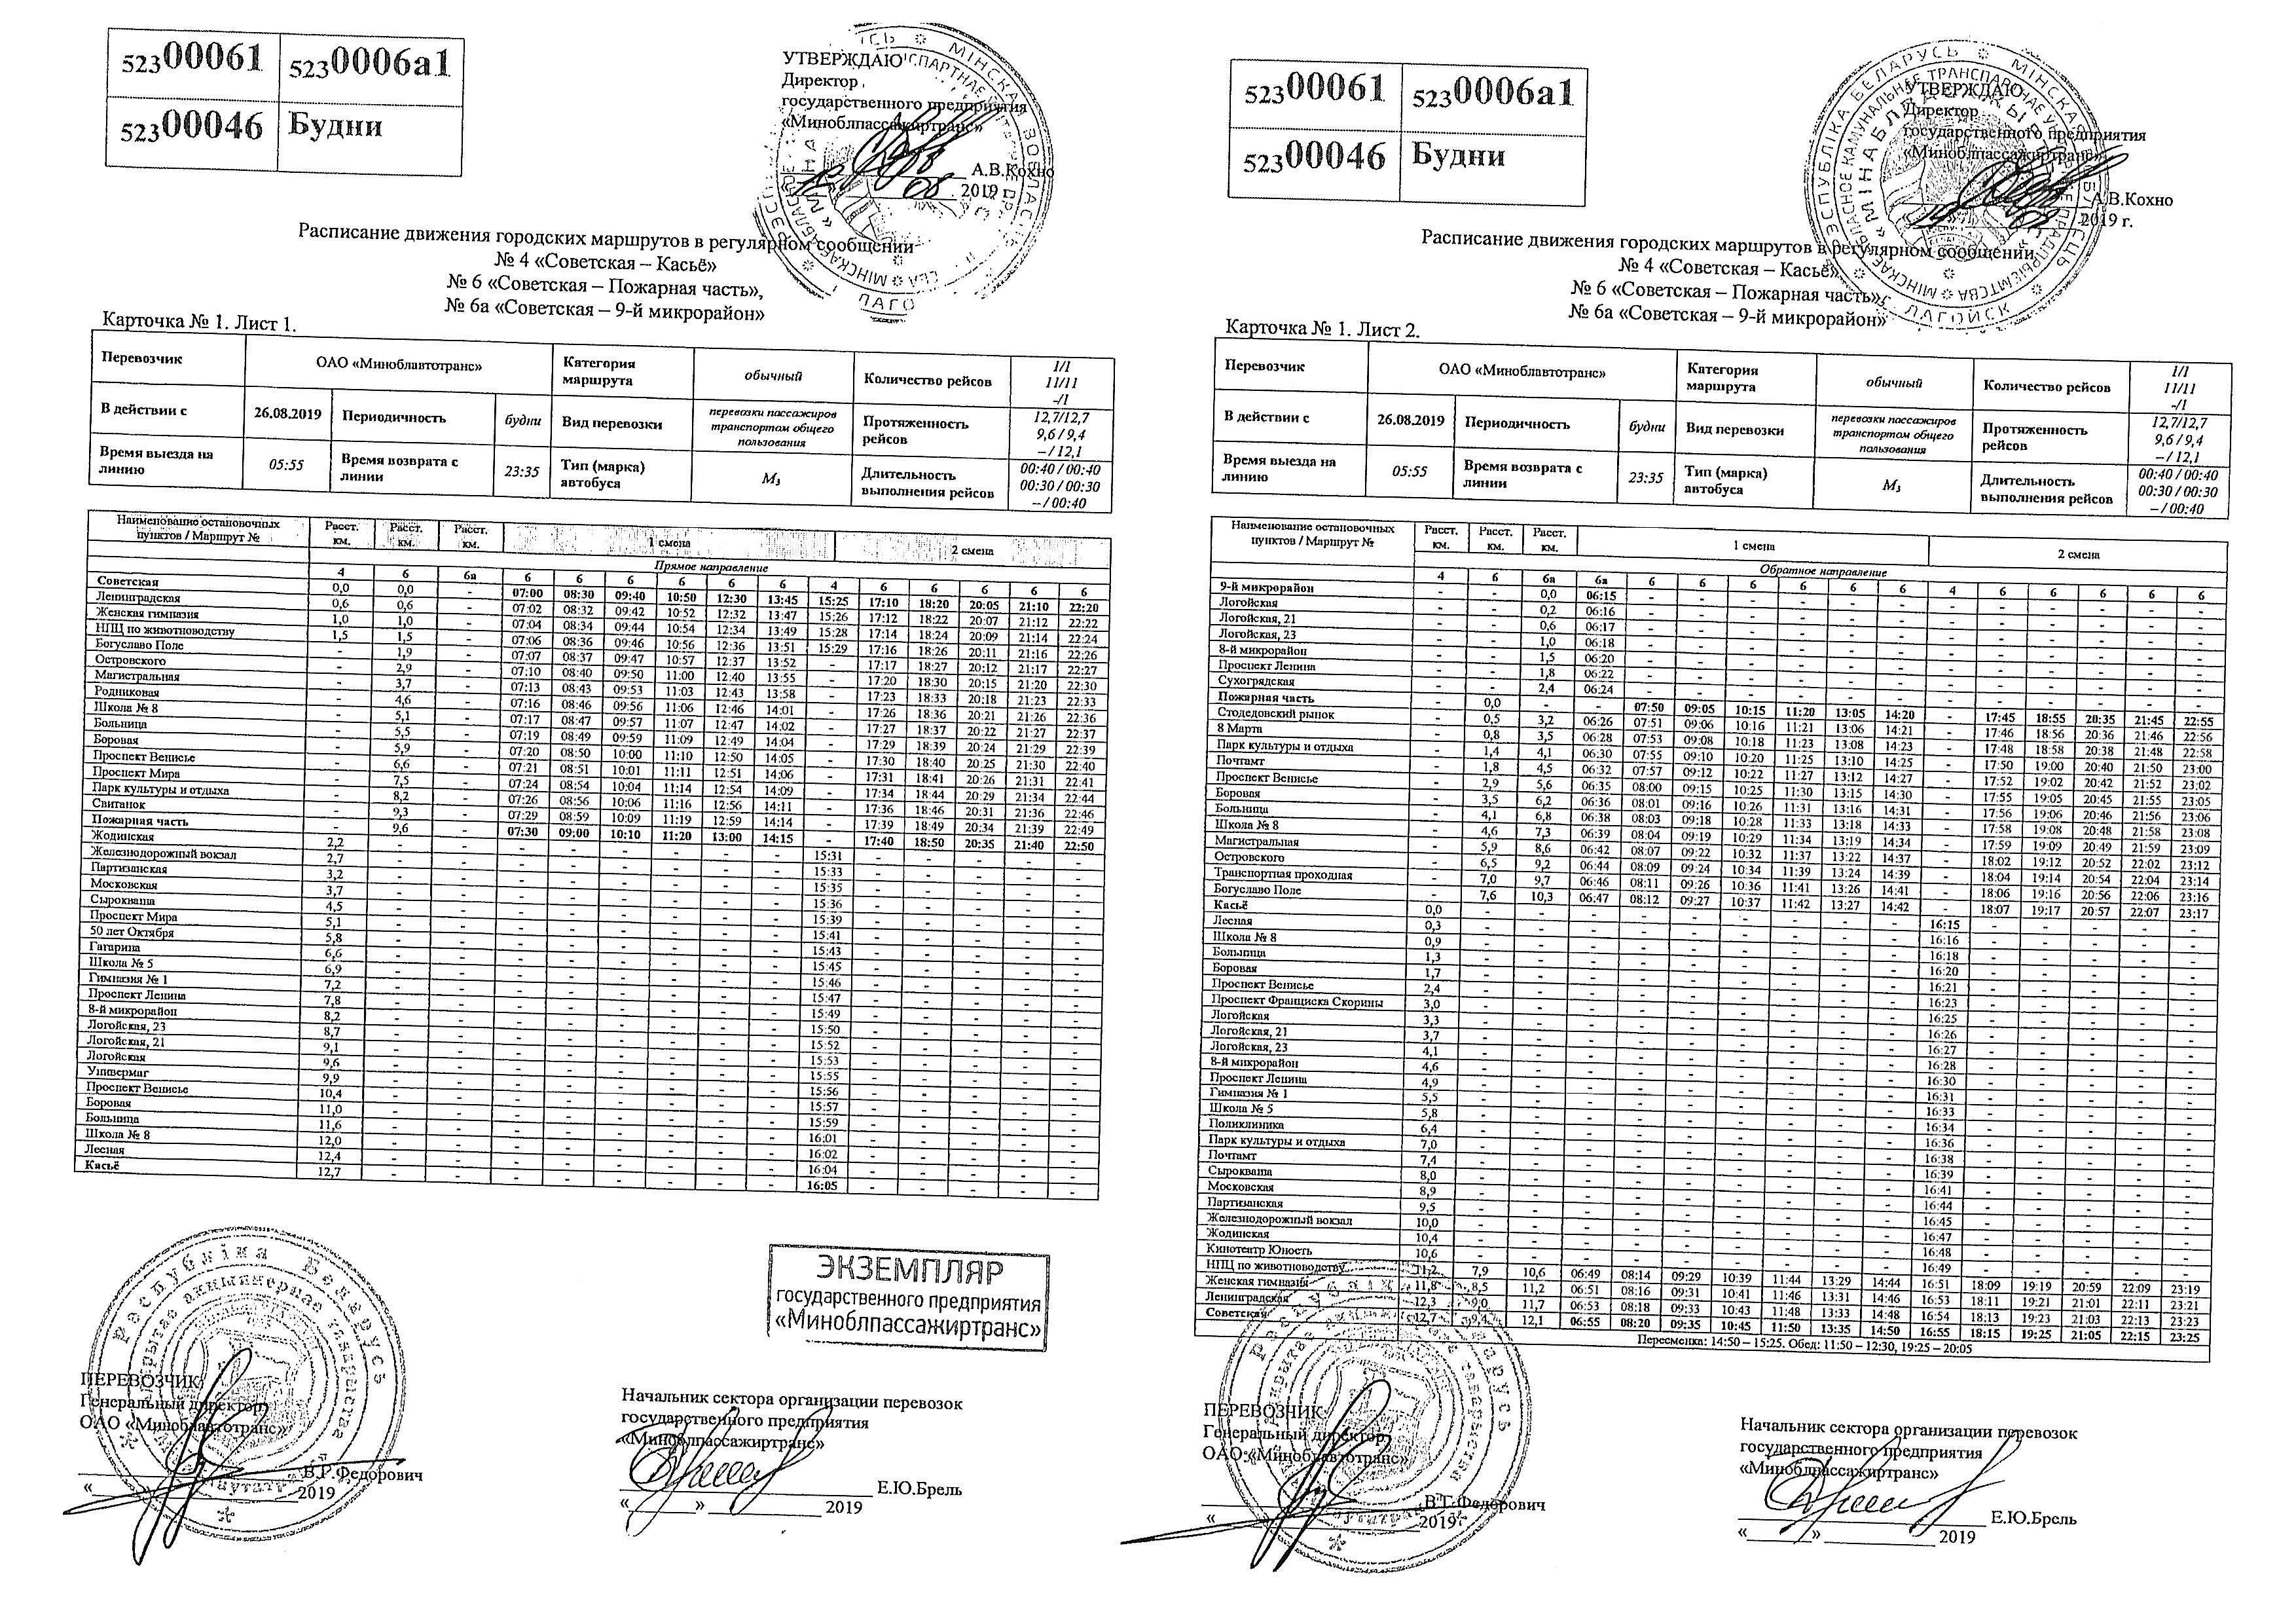 52300061 5230006а1
52300046 Будни
УТВЕРЖДАЮ
Директор
государственного предприятия
«Миноблпассажиртранс»
А.В.Кохно
2019 г.
Расписание движения городских маршрутов в регулярном сообщении
№ 4 «Советская – Касьё»
№ 6 «Советская – Пожарная часть»,
№ 6а «Советская – 9-й микрорайон»
Карточка № 1. Лист 1.
Перевозчик ОАО «Миноблавтотранс» Категория маршрута обычный Количество рейсов 1/1 11/11 -/1
В действии с 26.08.2019 Периодичность будни Вид перевозки перевозки пассажиров транспортом общего пользования Протяженность рейсов 12,7/12,7 9,6 / 9,4 – / 12,1
Время выезда на линию 05:55 Время возврата с линии 23:35 Тип (марка) автобуса М3 Длительность выполнения рейсов 00:40 / 00:40 00:30 / 00:30 – / 00:40
Наименование остановочных пунктов / Маршрут № Расст. км. Расст. км. Расст. км. 1 смена 2 смена
Прямое направление
4 6 6а 6 6 6 6 6 6 4 6 6 6 6 6
Советская 0,0 0,0 - 07:00 08:30 09:40 10:50 12:30 13:45 15:25 17:10 18:20 20:05 21:10 22:20
Ленинградская 0,6 0,6 - 07:02 08:32 09:42 10:52 12:32 13:47 15:26 17:12 18:22 20:07 21:12 22:22
Женская гимназия 1,0 1,0 - 07:04 08:34 09:44 10:54 12:34 13:49 15:28 17:14 18:24 20:09 21:14 22:24
НПЦ по животноводству 1,5 1,5 - 07:06 08:36 09:46 10:56 12:36 13:51 15:29 17:16 18:26 20:11 21:16 22:26
Богуславо Поле - 1,9 - 07:07 08:37 09:47 10:57 12:37 13:52 - 17:17 18:27 20:12 21:17 22:27
Островского - 2,9 - 07:10 08:40 09:50 11:00 12:40 13:55 - 17:20 18:30 20:15 21:20 22:30
Магистральная - 3,7 - 07:13 08:43 09:53 11:03 12:43 13:58 - 17:23 18:33 20:18 21:23 22:33
Родниковая - 4,6 - 07:16 08:46 09:56 11:06 12:46 14:01 - 17:26 18:36 20:21 21:26 22:36
Школа № 8 - 5,1 - 07:17 08:47 09:57 11:07 12:47 14:02 - 17:27 18:37 20:22 21:27 22:37
Больница - 5,5 - 07:19 08:49 09:59 11:09 12:49 14:04 - 17:29 18:39 20:24 21:29 22:39
Боровая - 5,9 - 07:20 08:50 10:00 11:10 12:50 14:05 - 17:30 18:40 20:25 21:30 22:40
Проспект Венисье - 6,6 - 07:21 08:51 10:01 11:11 12:51 14:06 - 17:31 18:41 20:26 21:31 22:41
Проспект Мира - 7,5 - 07:24 08:54 10:04 11:14 12:54 14:09 - 17:34 18:44 20:29 21:34 22:44
Парк культуры и отдыха - 8,2 - 07:26 08:56 10:06 11:16 12:56 14:11 - 17:36 18:46 20:31 21:36 22:46
Свитанок - 9,3 - 07:29 08:59 10:09 11:19 12:59 14:14 - 17:39 18:49 20:34 21:39 22:49
Пожарная часть - 9,6 - 07:30 09:00 10:10 11:20 13:00 14:15 - 17:40 18:50 20:35 21:40 22:50
Жодинская 2,2 - - - - - - - - 15:31 - - - - -
Железнодорожный вокзал 2,7 - - - - - - - - 15:33 - - - - -
Партизанская 3,2 - - - - - - - - 15:35 - - - - -
Московская 3,7 - - - - - - - - 15:36 - - - - -
Сырокваша 4,5 - - - - - - - - 15:39 - - - - -
Проспект Мира 5,1 - - - - - - - - 15:41 - - - - -
50 лет Октября 5,8 - - - - - - - - 15:43 - - - - -
Гагарина 6,6 - - - - - - - - 15:45 - - - - -
Школа № 5 6,9 - - - - - - - - 15:46 - - - - -
Гимназия № 1 7,2 - - - - - - - - 15:47 - - - - -
Проспект Ленина 7,8 - - - - - - - - 15:49 - - - - -
8-й микрорайон 8,2 - - - - - - - - 15:50 - - - - -
Логойская, 23 8,7 - - - - - - - - 15:52 - - - - -
Логойская, 21 9,1 - - - - - - - - 15:53 - - - - -
Логойская 9,6 - - - - - - - - 15:55 - - - - -
Универмаг 9,9 - - - - - - - - 15:56 - - - - -
Проспект Венисье 10,4 - - - - - - - - 15:57 - - - - -
Боровая 11,0 - - - - - - - - 15:59 - - - - -
Больница 11,6 - - - - - - - - 16:01 - - - - -
Школа № 8 12,0 - - - - - - - - 16:02 - - - - -
Лесная 12,4 - - - - - - - - 16:04 - - - - -
Касьё 12,7 - - - - - - - - 16:05 - - - - -
ЭКЗЕМПЛЯР
государственного предприятия
«Миноблпассажиртранс»
ПЕРЕВОЗЧИК
Генеральный директор
ОАО «Миноблавтотранс»
В.Г.Федорович
« » 2019
Начальник сектора организации перевозок
государственного предприятия
«Миноблпассажиртранс»
Е.Ю.Брель
« » 2019
52300061 5230006а1
52300046 Будни
УТВЕРЖДАЮ
Директор
государственного предприятия
«Миноблпассажиртранс»
А.В.Кохно
2019 г.
Расписание движения городских маршрутов в регулярном сообщении
№ 4 «Советская – Касьё»
№ 6 «Советская – Пожарная часть»,
№ 6а «Советская – 9-й микрорайон»
Карточка № 1. Лист 2.
Перевозчик ОАО «Миноблавтотранс» Категория маршрута обычный Количество рейсов 1/1 11/11 -/1
В действии с 26.08.2019 Периодичность будни Вид перевозки перевозки пассажиров транспортом общего пользования Протяженность рейсов 12,7/12,7 9,6 / 9,4 – / 12,1
Время выезда на линию 05:55 Время возврата с линии 23:35 Тип (марка) автобуса М3 Длительность выполнения рейсов 00:40 / 00:40 00:30 / 00:30 – / 00:40
Наименование остановочных пунктов / Маршрут № Расст. км. Расст. км. Расст. км. 1 смена 2 смена
Обратное направление
4 6 6а 6а 6 6 6 6 6 6 4 6 6 6 6 6
9-й микрорайон - - 0,0 06:15 - - - - - - - - - - - -
Логойская - - 0,2 06:16 - - - - - - - - - - - -
Логойская, 21 - - 0,6 06:17 - - - - - - - - - - - -
Логойская, 23 - - 1,0 06:18 - - - - - - - - - - - -
8-й микрорайон - - 1,5 06:20 - - - - - - - - - - - -
Проспект Ленина - - 1,8 06:22 - - - - - - - - - - - -
Сухогрядская - - 2,4 06:24 - - - - - - - - - - - -
Пожарная часть - 0,0 - - 07:50 09:05 10:15 11:20 13:05 14:20 - 17:45 18:55 20:35 21:45 22:55
Стодедовский рынок - 0,5 3,2 06:26 07:51 09:06 10:16 11:21 13:06 14:21 - 17:46 18:56 20:36 21:46 22:56
8 Марта - 0,8 3,5 06:28 07:53 09:08 10:18 11:23 13:08 14:23 - 17:48 18:58 20:38 21:48 22:58
Парк культуры и отдыха - 1,4 4,1 06:30 07:55 09:10 10:20 11:25 13:10 14:25 - 17:50 19:00 20:40 21:50 23:00
Почтамт - 1,8 4,5 06:32 07:57 09:12 10:22 11:27 13:12 14:27 - 17:52 19:02 20:42 21:52 23:02
Проспект Венисье - 2,9 5,6 06:35 08:00 09:15 10:25 11:30 13:15 14:30 - 17:55 19:05 20:45 21:55 23:05
Боровая - 3,5 6,2 06:36 08:01 09:16 10:26 11:31 13:16 14:31 - 17:56 19:06 20:46 21:56 23:06
Больница - 4,1 6,8 06:38 08:03 09:18 10:28 11:33 13:18 14:33 - 17:58 19:08 20:48 21:58 23:08
Школа № 8 - 4,6 7,3 06:39 08:04 09:19 10:29 11:34 13:19 14:34 - 17:59 19:09 20:49 21:59 23:09
Магистральная - 5,9 8,6 06:42 08:07 09:22 10:32 11:37 13:22 14:37 - 18:02 19:12 20:52 22:02 23:12
Островского - 6,5 9,2 06:44 08:09 09:24 10:34 11:39 13:24 14:39 - 18:04 19:14 20:54 22:04 23:14
Транспортная проходная - 7,0 9,7 06:46 08:11 09:26 10:36 11:41 13:26 14:41 - 18:06 19:16 20:56 22:06 23:16
Богуславо Поле - 7,6 10,3 06:47 08:12 09:27 10:37 11:42 13:27 14:42 - 18:07 19:17 20:57 22:07 23:17
Касьё 0,0 - - - - - - - - - 16:15 - - - - -
Лесная 0,3 - - - - - - - - - 16:16 - - - - -
Школа № 8 0,9 - - - - - - - - - 16:18 - - - - -
Больница 1,3 - - - - - - - - - 16:20 - - - - -
Боровая 1,7 - - - - - - - - - 16:21 - - - - -
Проспект Венисье 2,4 - - - - - - - - - 16:23 - - - - -
Проспект Франциска Скорины 3,0 - - - - - - - - - 16:25 - - - - -
Логойская 3,3 - - - - - - - - - 16:26 - - - - -
Логойская, 21 3,7 - - - - - - - - - 16:27 - - - - -
Логойская, 23 4,1 - - - - - - - - - 16:28 - - - - -
8-й микрорайон 4,6 - - - - - - - - - 16:30 - - - - -
Проспект Ленина 4,9 - - - - - - - - - 16:31 - - - - -
Гимназия № 1 5,5 - - - - - - - - - 16:33 - - - - -
Школа № 5 5,8 - - - - - - - - - 16:34 - - - - -
Поликлиника 6,4 - - - - - - - - - 16:36 - - - - -
Парк культуры и отдыха 7,0 - - - - - - - - - 16:38 - - - - -
Почтамт 7,4 - - - - - - - - - 16:39 - - - - -
Сырокваша 8,0 - - - - - - - - - 16:41 - - - - -
Московская 8,9 - - - - - - - - - 16:44 - - - - -
Партизанская 9,5 - - - - - - - - - 16:45 - - - - -
Железнодорожный вокзал 10,0 - - - - - - - - - 16:47 - - - - -
Жодинская 10,4 - - - - - - - - - 16:48 - - - - -
Кинотеатр Юность 10,6 - - - - - - - - - 16:49 - - - - -
НПЦ по животноводству 11,2 7,9 10,6 06:49 08:14 09:29 10:39 11:44 13:29 14:44 16:51 18:09 19:19 20:59 22:09 23:19
Женская гимназия 11,8 8,5 11,2 06:51 08:16 09:31 10:41 11:46 13:31 14:46 16:53 18:11 19:21 21:01 22:11 23:21
Ленинградская 12,3 9,0 11,7 06:53 08:18 09:33 10:43 11:48 13:33 14:48 16:54 18:13 19:23 21:03 22:13 23:23
Советская 12,7 9,4 12,1 06:55 08:20 09:35 10:45 11:50 13:35 14:50 16:55 18:15 19:25 21:05 22:15 23:25
Пересменка: 14:50 – 15:25. Обед: 11:50 – 12:30, 19:25 – 20:05
ПЕРЕВОЗЧИК
Генеральный директор
ОАО «Миноблавтотранс»
В.Г.Федорович
« » 2019
Начальник сектора организации перевозок
государственного предприятия
«Миноблпассажиртранс»
Е.Ю.Брель
« » 2019